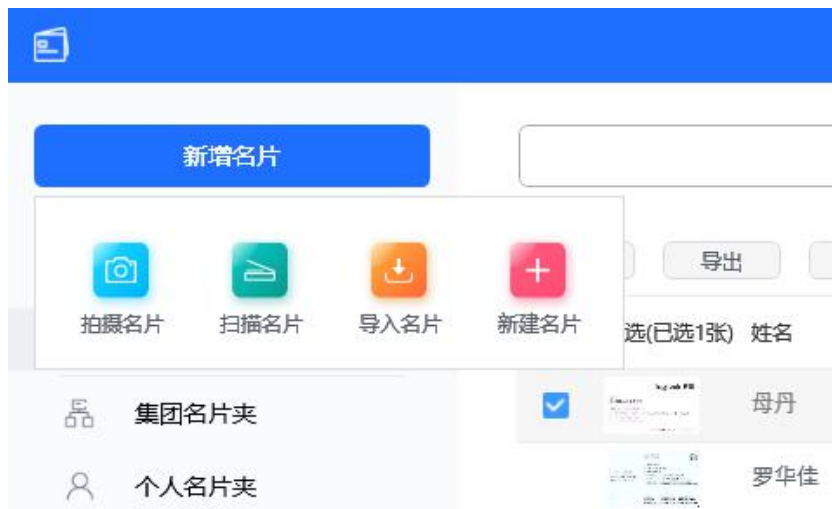 新增名片
拍摄名片
扫描名片
导入名片
新建名片
导出
选(已选1张) 姓名
集团名片夹
母丹
个人名片夹
罗华佳